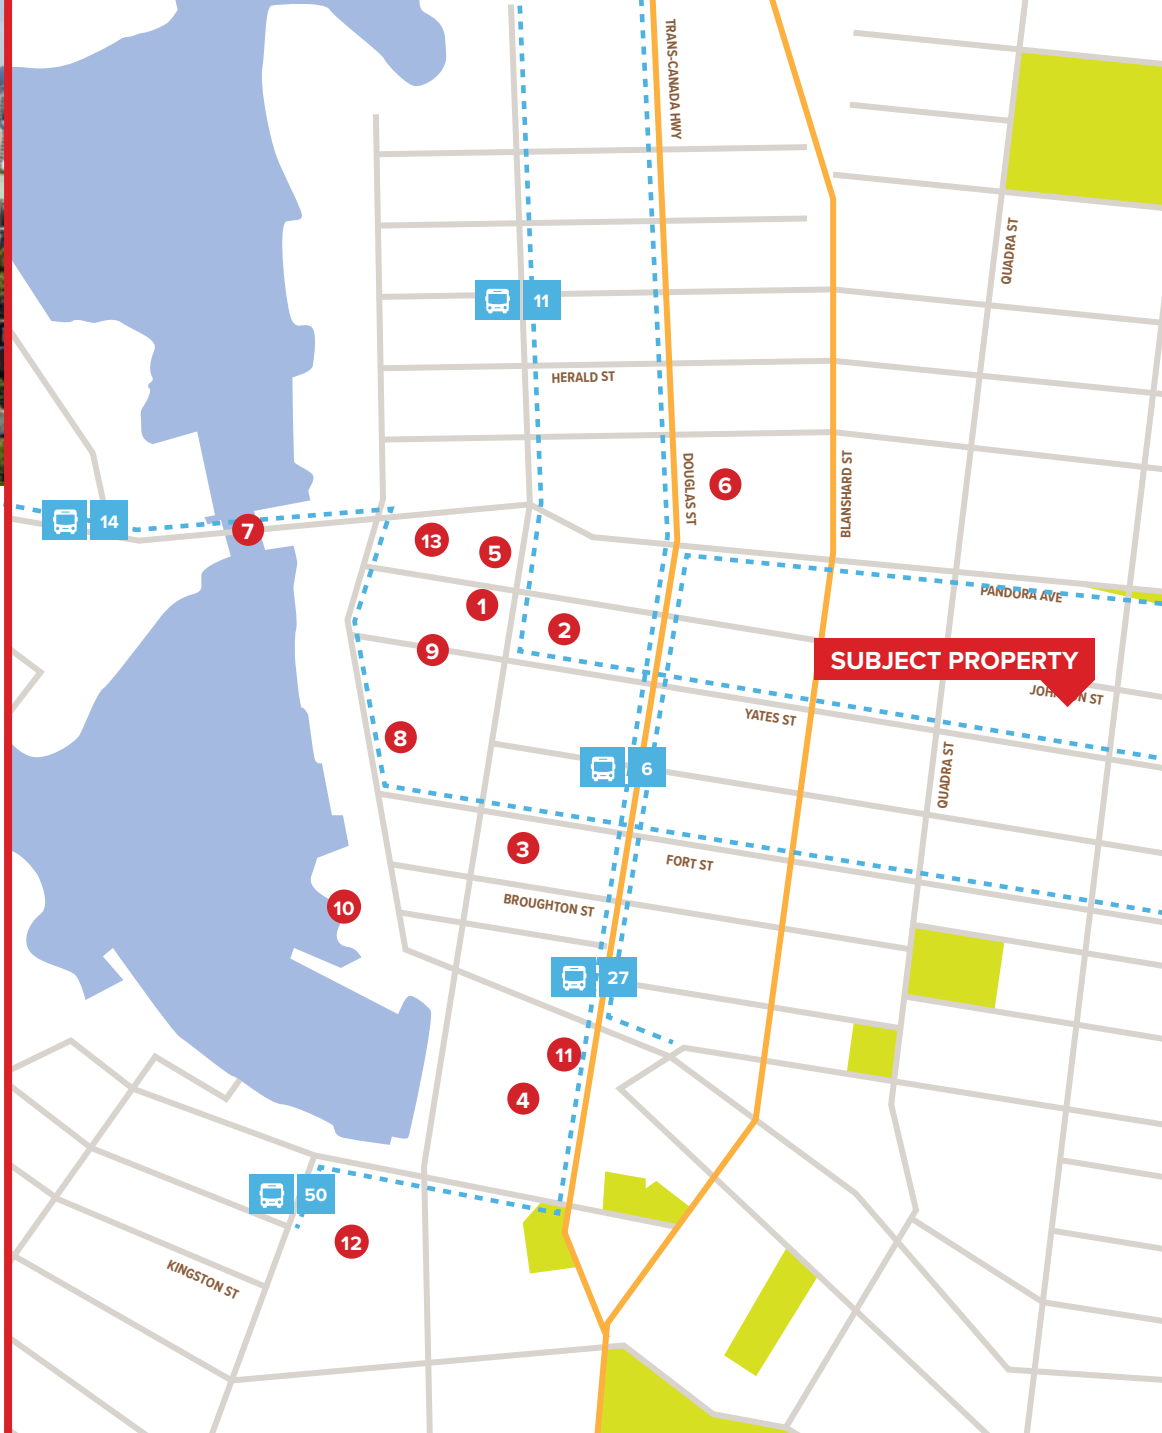 TRANS-CANADA HWY
QUADRA ST
11
HERALD ST
DOUGLAS ST
6
BLANSHARD ST
14
7
13
5
PANDORA AVE
1
2
9
SUBJECT PROPERTY
ST
YATES ST
8
6
QUADRA ST
3
FORT ST
10
BROUGHTON ST
27
11
4
50
12
KINGSTON ST